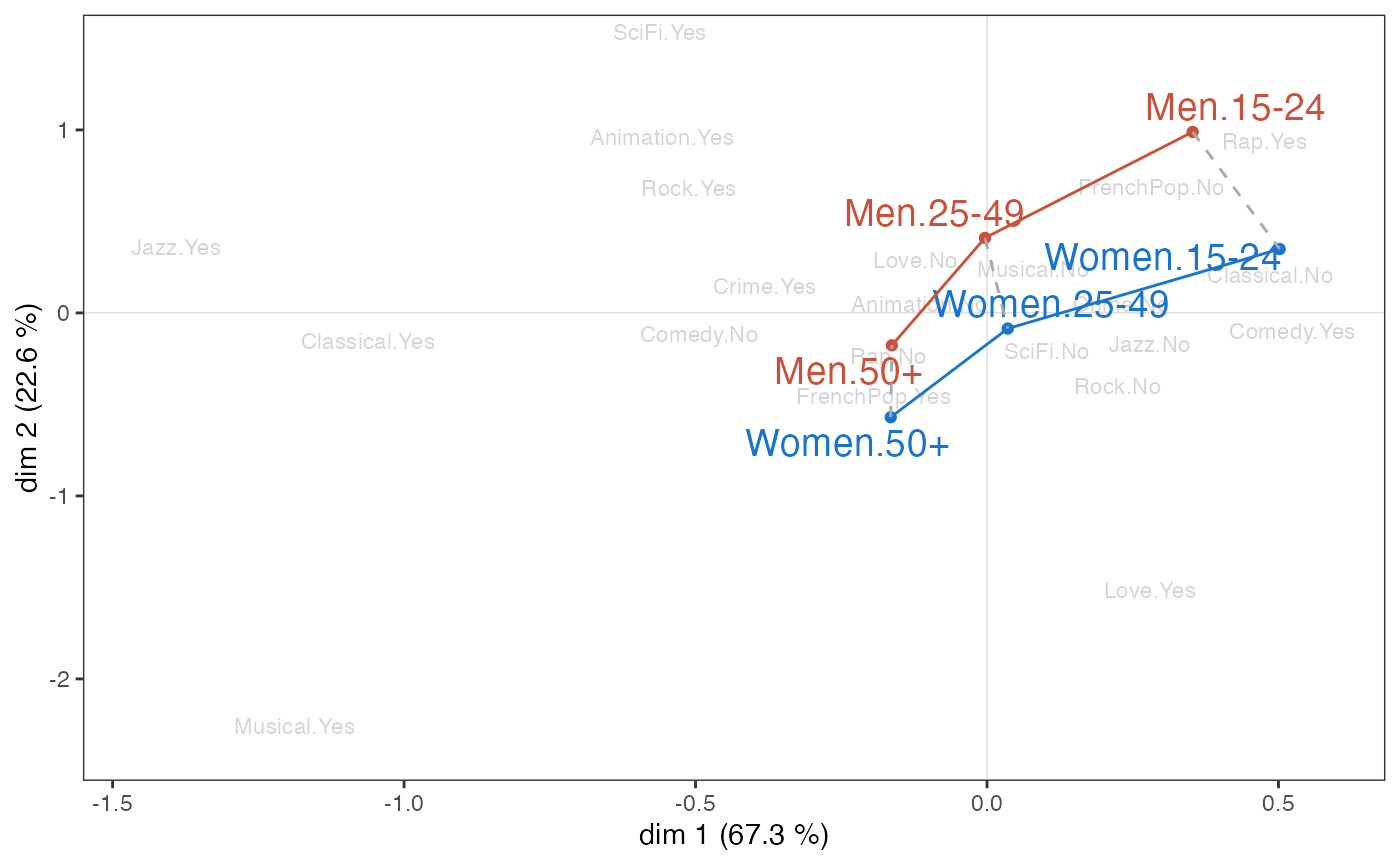 SciFi.Yes
Men.15-24
1
Animation.Yes
Rap.Yes
Rock.Yes
FrenchPop.No
Men.25-49
Jazz.Yes
Love.No
Women.15-24
Musical.No
Classical.No
Crime.Yes
Animation.No
Women.25-49
Crime.No
0
Classical.Yes
Comedy.No
Comedy.Yes
Rap.No
SciFi.No
Jazz.No
Men.50+
Rock.No
FrenchPop.Yes
Women.50+
-1
Love.Yes
-2
Musical.Yes
-1.5
-1.0
-0.5
0.0
0.5
dim 1 (67.3 %)
dim 2 (22.6 %)